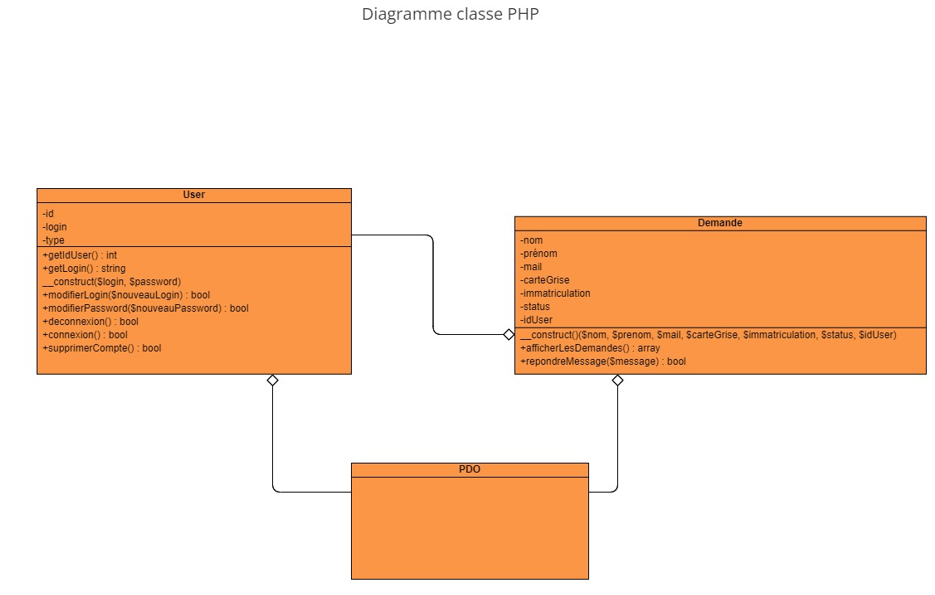 Diagramme classe PHP
User
-id
-login
-type
+getIdUser() : int
+getLogin() : string
__construct($login, $password)
+modifierLogin($nouveauLogin) : bool
+modifierPassword($nouveauPassword) : bool
+deconnexion() : bool
+connexion() : bool
+supprimerCompte() : bool
Demande
-nom
-prénom
-mail
-carteGrise
-immatriculation
-status
-idUser
__construct()($nom, $prenom, $mail, $carteGrise, $immatriculation, $status, $idUser)
+afficherLesDemandes() : array
+repondreMessage($message) : bool
PDO